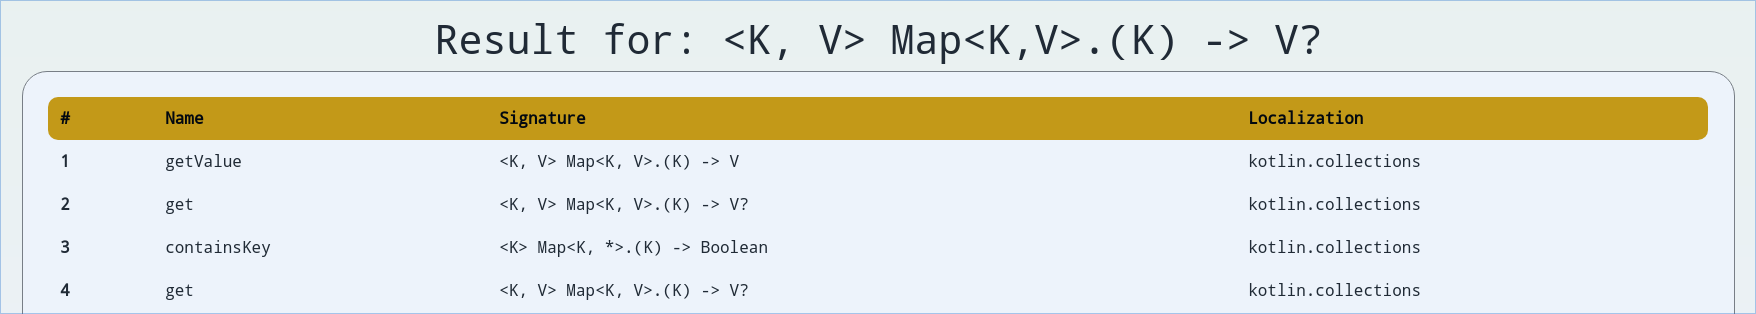 Result for: <K, V> Map<K,V>.(K) -> V?
# Name Signature Localization
1 getValue <K, V> Map<K, V>.(K) -> V kotlin.collections
2 get <K, V> Map<K, V>.(K) -> V? kotlin.collections
3 containsKey <K> Map<K, *>.(K) -> Boolean kotlin.collections
4 get <K, V> Map<K, V>.(K) -> V? kotlin.collections